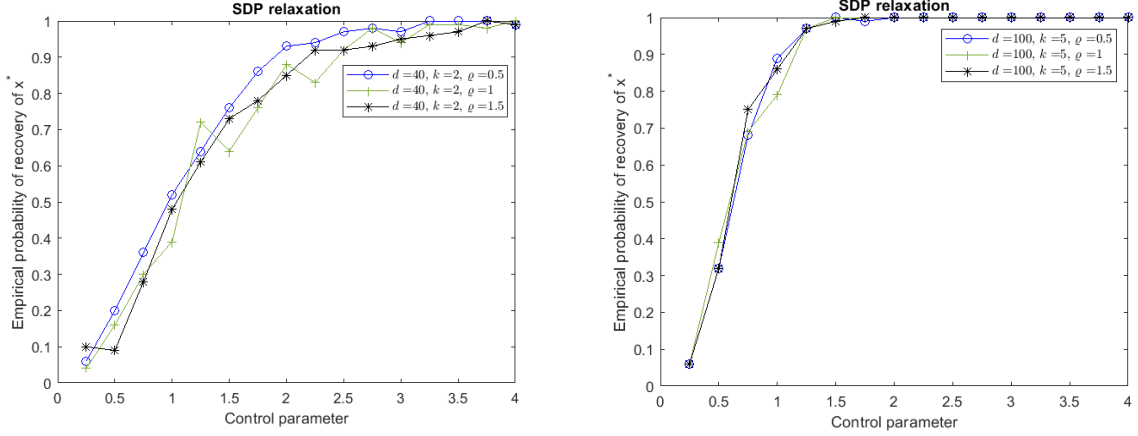 SDP relaxation
1
0.9
0.8
0.7
0.6
0.5
0.4
0.3
0.2
0.1
0
Empirical probability of recovery of x*
d =40, k =2, ϱ =0.5
d =40, k =2, ϱ =1
d =40, k =2, ϱ =1.5
0 0.5 1 1.5 2 2.5 3 3.5 4
Control parameter
SDP relaxation
1
0.9
0.8
0.7
0.6
0.5
0.4
0.3
0.2
0.1
0
Empirical probability of recovery of x*
d =100, k =5, ϱ =0.5
d =100, k =5, ϱ =1
d =100, k =5, ϱ =1.5
0 0.5 1 1.5 2 2.5 3 3.5 4
Control parameter